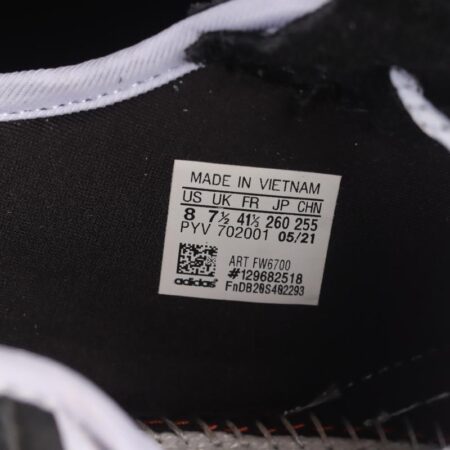 MADE IN VIETNAM
US UK FR JP CHN
8 7½ 41⅓ 260 255
PYV 702001 05/21
ART FW6700
#129682518
adidas FnDB20S402293